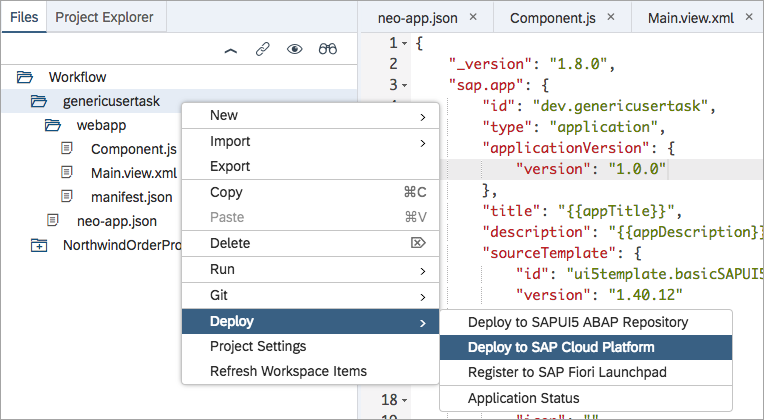 Files Project Explorer
neo-app.json × Component.js × Main.view.xml ×
Workflow
genericusertask
webapp
Component.js
Main.view.xml
manifest.json
neo-app.json
NorthwindOrderPro
New
Import
Export
Copy ⌘C
Paste ⌘V
Delete ⌦
Run
Git
Deploy
Project Settings
Refresh Workspace Items
Deploy to SAPUI5 ABAP Repository
Deploy to SAP Cloud Platform
Register to SAP Fiori Launchpad
Application Status
1 {
2 "_version": "1.8.0",
3 "sap.app": {
"id": "dev.genericusertask",
"type": "application",
"applicationVersion": {
"version": "1.0.0"
},
"title": "{{appTitle}}",
"description": "{{appDescription}}
"sourceTemplate": {
"id": "ui5template.basicSAPUI5
"version": "1.40.12"
18